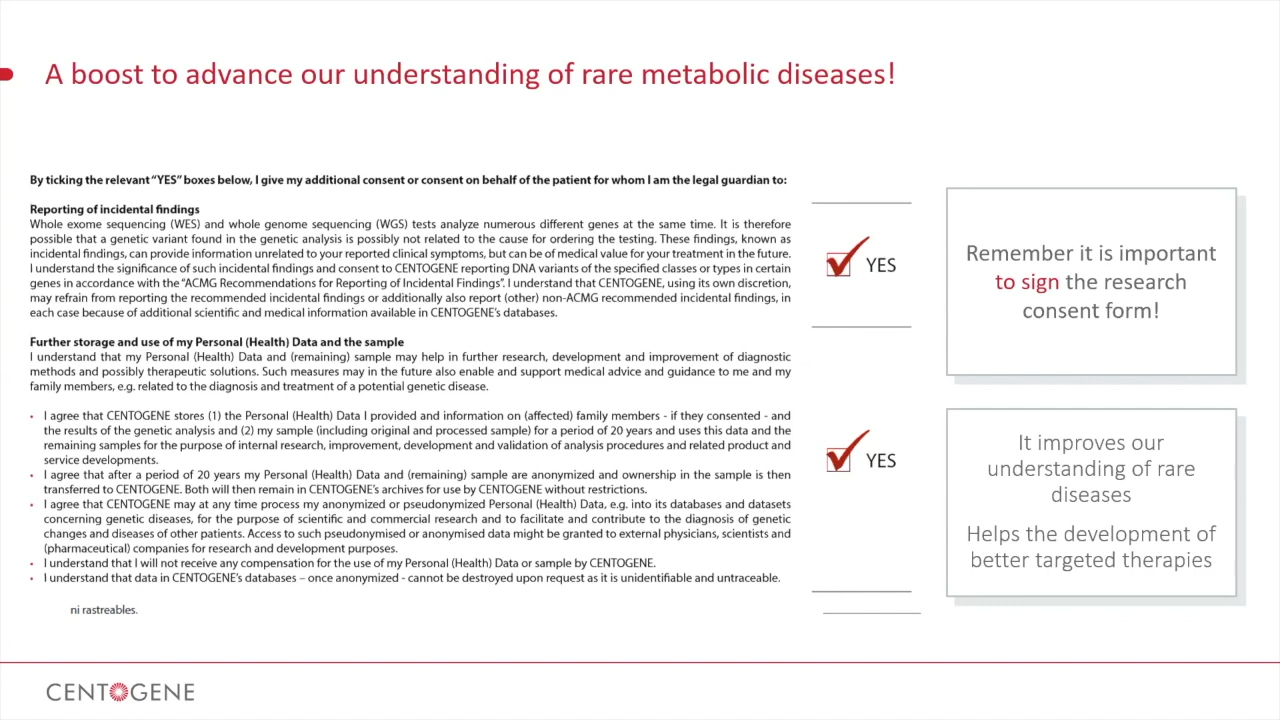 A boost to advance our understanding of rare metabolic diseases!
By ticking the relevant “YES” boxes below, I give my additional consent or consent on behalf of the patient for whom I am the legal guardian to:
Reporting of incidental findings
Whole exome sequencing (WES) and whole genome sequencing (WGS) tests analyze numerous different genes at the same time. It is therefore
possible that a genetic variant found in the genetic analysis is possibly not related to the cause for ordering the testing. These findings, known as
incidental findings, can provide information unrelated to your reported clinical symptoms, but can be of medical value for your treatment in the future.
I understand the significance of such incidental findings and consent to CENTOGENE reporting DNA variants of the specified classes or types in certain
genes in accordance with the “ACMG Recommendations for Reporting of Incidental Findings”. I understand that CENTOGENE, using its own discretion,
may refrain from reporting the recommended incidental findings or additionally also report (other) non-ACMG recommended incidental findings, in
each case because of additional scientific and medical information available in CENTOGENE’s databases.
YES
Further storage and use of my Personal (Health) Data and the sample
I understand that my Personal (Health) Data and (remaining) sample may help in further research, development and improvement of diagnostic
methods and possibly therapeutic solutions. Such measures may in the future also enable and support medical advice and guidance to me and my
family members, e.g. related to the diagnosis and treatment of a potential genetic disease.
• I agree that CENTOGENE stores (1) the Personal (Health) Data I provided and information on (affected) family members - if they consented - and
the results of the genetic analysis and (2) my sample (including original and processed sample) for a period of 20 years and uses this data and the
remaining samples for the purpose of internal research, improvement, development and validation of analysis procedures and related product and
service developments.
• I agree that after a period of 20 years my Personal (Health) Data and (remaining) sample are anonymized and ownership in the sample is then
transferred to CENTOGENE. Both will then remain in CENTOGENE’s archives for use by CENTOGENE without restrictions.
• I agree that CENTOGENE may at any time process my anonymized or pseudonymized Personal (Health) Data, e.g. into its databases and datasets
concerning genetic diseases, for the purpose of scientific and commercial research and to facilitate and contribute to the diagnosis of genetic
changes and diseases of other patients. Access to such pseudonymised or anonymised data might be granted to external physicians, scientists and
(pharmaceutical) companies for research and development purposes.
• I understand that I will not receive any compensation for the use of my Personal (Health) Data or sample by CENTOGENE.
• I understand that data in CENTOGENE’s databases – once anonymized - cannot be destroyed upon request as it is unidentifiable and untraceable.
YES
ni rastreables.
Remember it is important
to sign the research
consent form!
It improves our
understanding of rare
diseases
Helps the development of
better targeted therapies
CENTOGENE